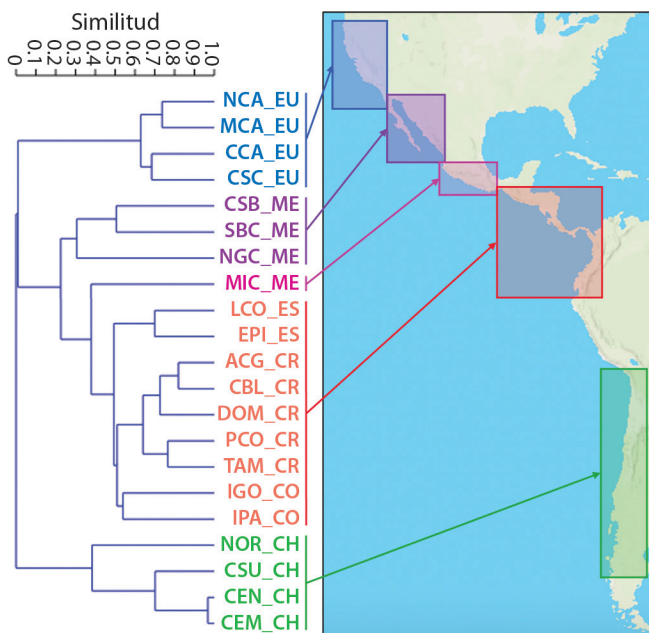 Similitud
0 0.1 0.2 0.3 0.4 0.5 0.6 0.7 0.8 0.9 1.0
NCA_EU
MCA_EU
CCA_EU
CSC_EU
CSB_ME
SBC_ME
NGC_ME
MIC_ME
LCO_ES
EPI_ES
ACG_CR
CBL_CR
DOM_CR
PCO_CR
TAM_CR
IGO_CO
IPA_CO
NOR_CH
CSU_CH
CEN_CH
CEM_CH